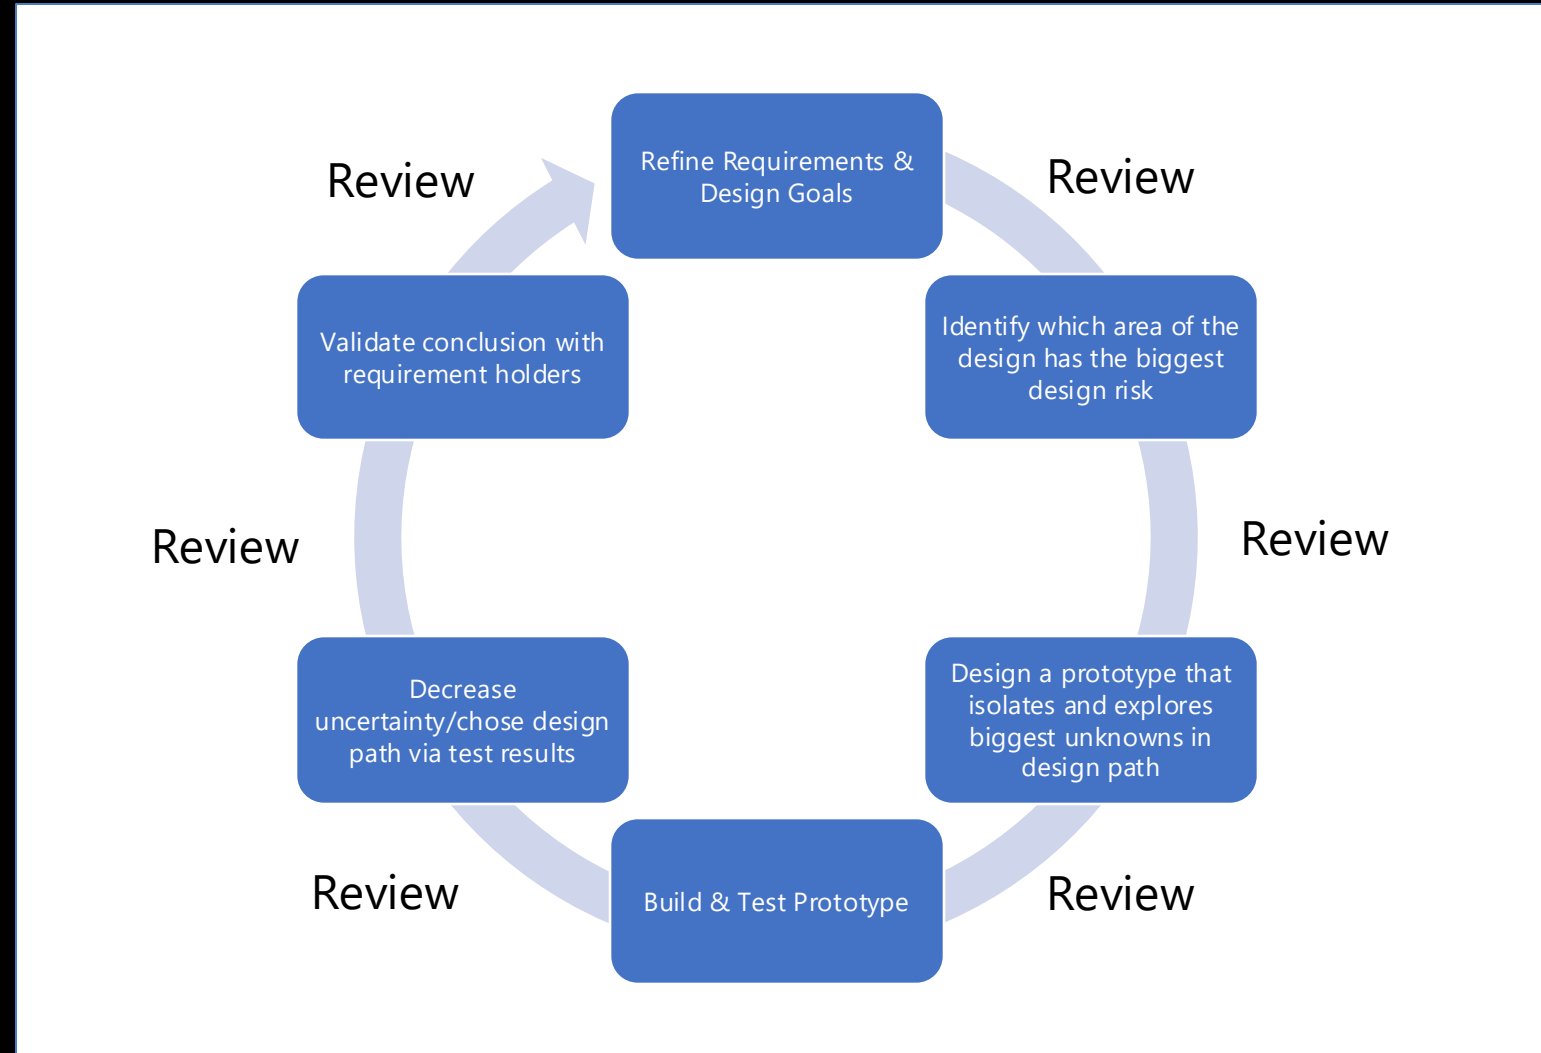 Refine Requirements &
Design Goals
Review
Review
Identify which area of the
design has the biggest
design risk
Validate conclusion with
requirement holders
Review
Review
Design a prototype that
isolates and explores
biggest unknowns in
design path
Decrease
uncertainty/chose design
path via test results
Review
Review
Build & Test Prototype